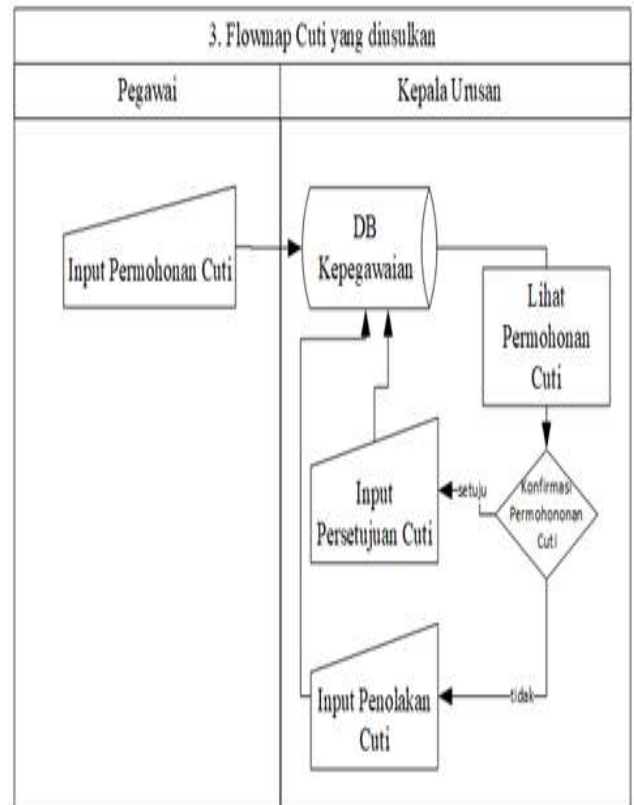 3. Flowmap Cuti yang diusulkan
Pegawai
Kepala Urusan
Input Permohonan Cuti
DB
Kepegawaian
Lihat
Permohonan
Cuti
Konfirmasi
Permohononan
Cuti
setuju
Input
Persetujuan Cuti
tidak
Input Penolakan
Cuti